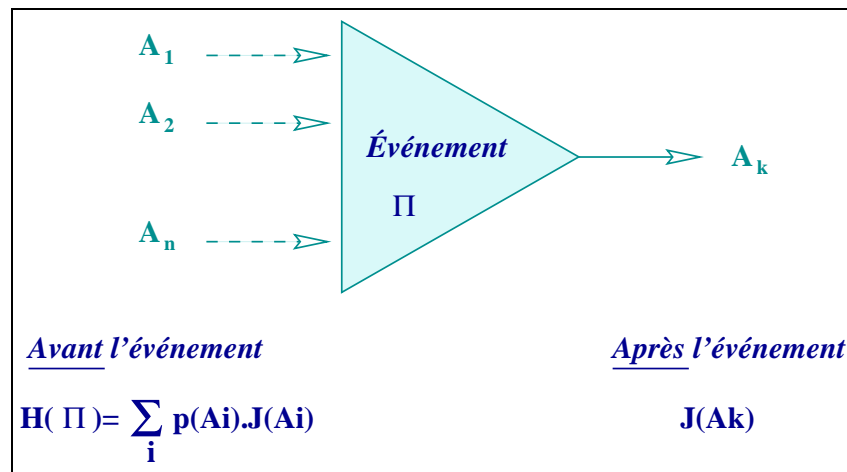 A1
A2
Événement
Π
Ak
An
Avant l'événement
Après l'événement
H( Π )= ∑ p(Ai).J(Ai)
i
J(Ak)